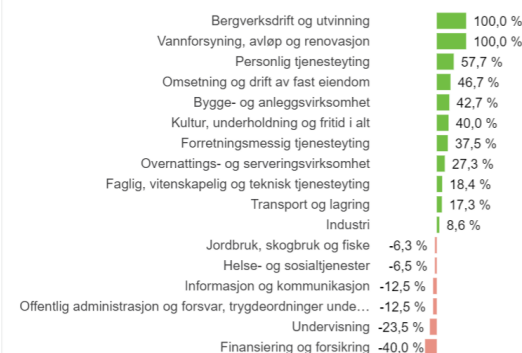 Bergverksdrift og utvinning 100,0 %
Vannforsyning, avløp og renovasjon 100,0 %
Personlig tjenesteyting 57,7 %
Omsetning og drift av fast eiendom 46,7 %
Bygge- og anleggsvirksomhet 42,7 %
Kultur, underholdning og fritid i alt 40,0 %
Forretningsmessig tjenesteyting 37,5 %
Overnattings- og serveringsvirksomhet 27,3 %
Faglig, vitenskapelig og teknisk tjenesteyting 18,4 %
Transport og lagring 17,3 %
Industri 8,6 %
Jordbruk, skogbruk og fiske -6,3 %
Helse- og sosialtjenester -6,5 %
Informasjon og kommunikasjon -12,5 %
Offentlig administrasjon og forsvar, trygdeordninger unde… -12,5 %
Undervisning -23,5 %
Finansiering og forsikring -40,0 %